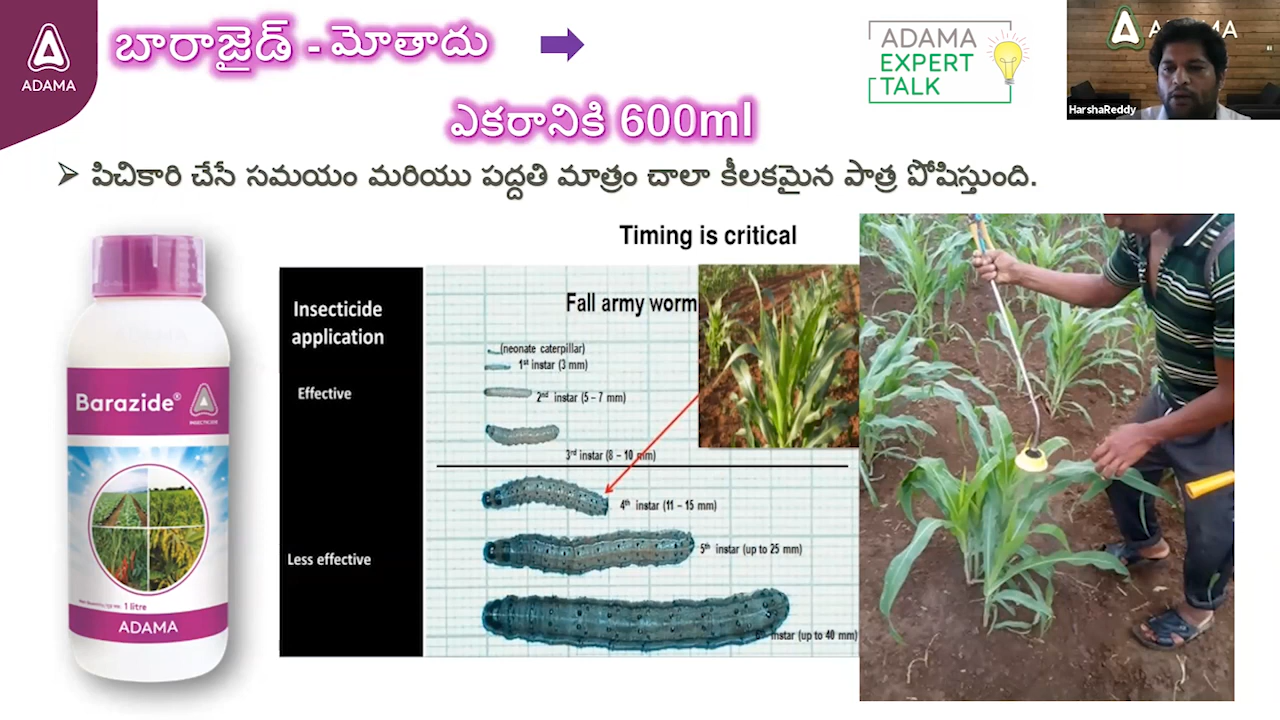 ADAMA
బారాజైడ్ - మోతాదు
ఎకరానికి 600ml
ADAMA
EXPERT
TALK
ADAMA
HarshaReddy
పిచికారి చేసే సమయం మరియు పద్దతి మాత్రం చాలా కీలకమైన పాత్ర పోషిస్తుంది.
Timing is critical
Insecticide
application
Effective
Less effective
Fall army worm
(neonate caterpillar)
1st instar (3 mm)
2nd instar (5 – 7 mm)
3rd instar (8 – 10 mm)
4th instar (11 – 15 mm)
5th instar (up to 25 mm)
instar (up to 40 mm)
Barazide®
INSECTICIDE
1 litre
ADAMA